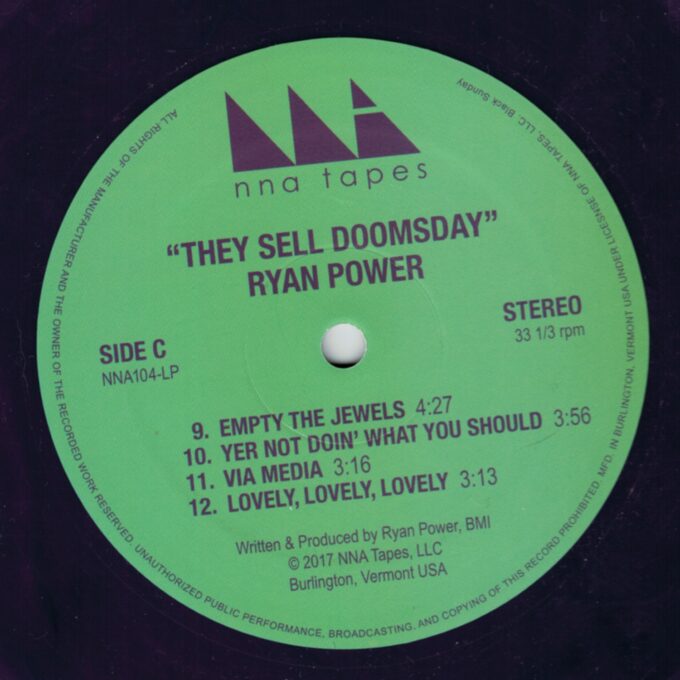 nna tapes
“THEY SELL DOOMSDAY”
RYAN POWER
SIDE C
NNA104-LP
STEREO
33 1/3 rpm
9. EMPTY THE JEWELS 4:27
10. YER NOT DOIN’ WHAT YOU SHOULD 3:56
11. VIA MEDIA 3:16
12. LOVELY, LOVELY, LOVELY 3:13
Written & Produced by Ryan Power, BMI
© 2017 NNA Tapes, LLC
Burlington, Vermont USA
ALL RIGHTS OF THE MANUFACTURER AND THE OWNER OF THE RECORDED WORK RESERVED. UNAUTHORIZED PUBLIC PERFORMANCE, BROADCASTING. AND COPYING OF THIS RECORD PROHIBITED. MFD. IN BURLINGTON, VERMONT USA UNDER LICESNSE OF NNA TAPES, LLC. Black Sunday